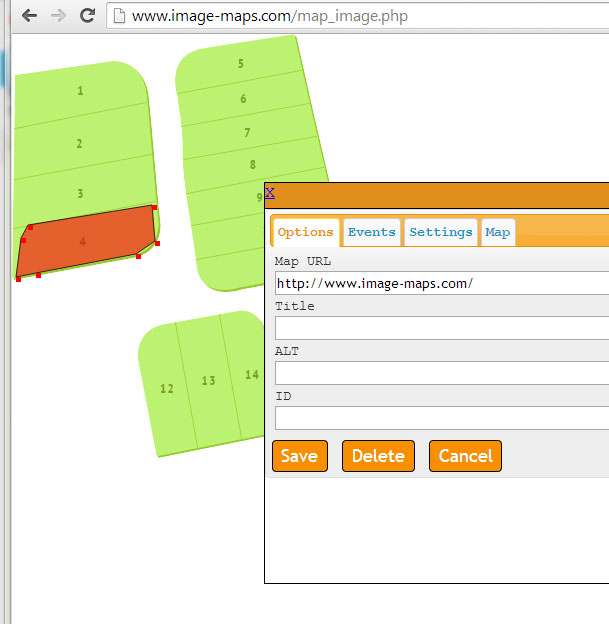 www.image-maps.com/map_image.php
1
2
3
4
5
6
7
8
9
12
13
14
X
Options Events Settings Map
Map URL
http://www.image-maps.com/
Title
ALT
ID
Save Delete Cancel